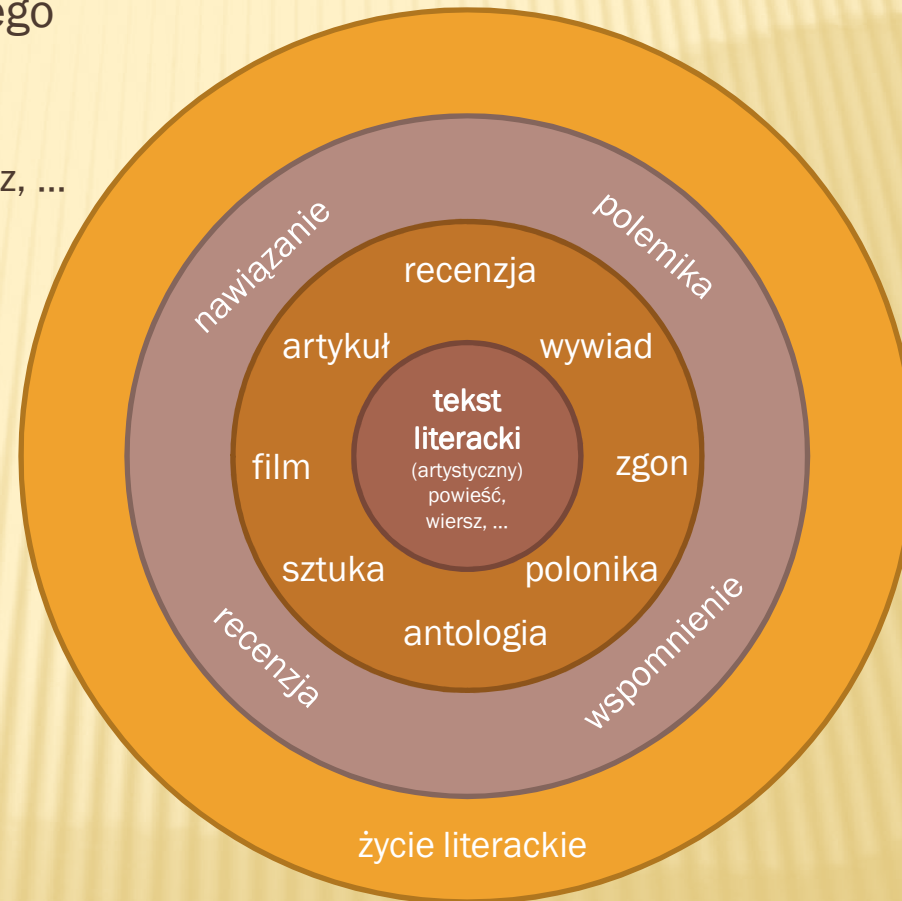 ego
z, ...
nawiązanie
polemika
recenzja
artykuł
wywiad
tekst
literacki
(artystyczny)
powieść,
wiersz, ...
film
zgon
sztuka
polonika
antologia
recenzja
wspomnienie
życie literackie